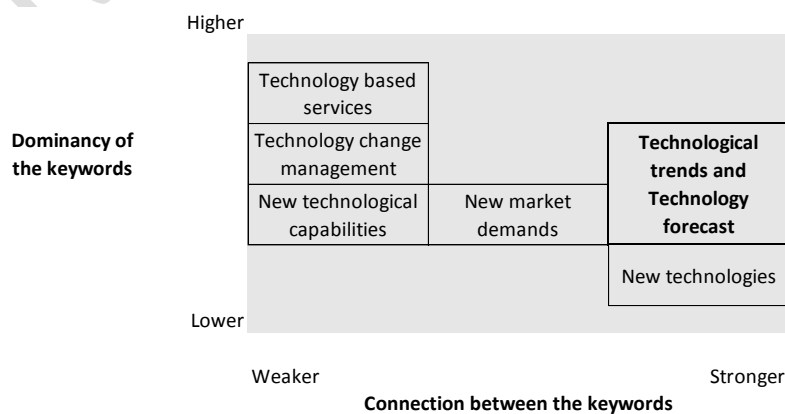 Higher
Technology based
services
Dominancy of
the keywords
Technology change
management
Technological
trends and
Technology
forecast
New technological
capabilities
New market
demands
New technologies
Lower
Weaker
Stronger
Connection between the keywords